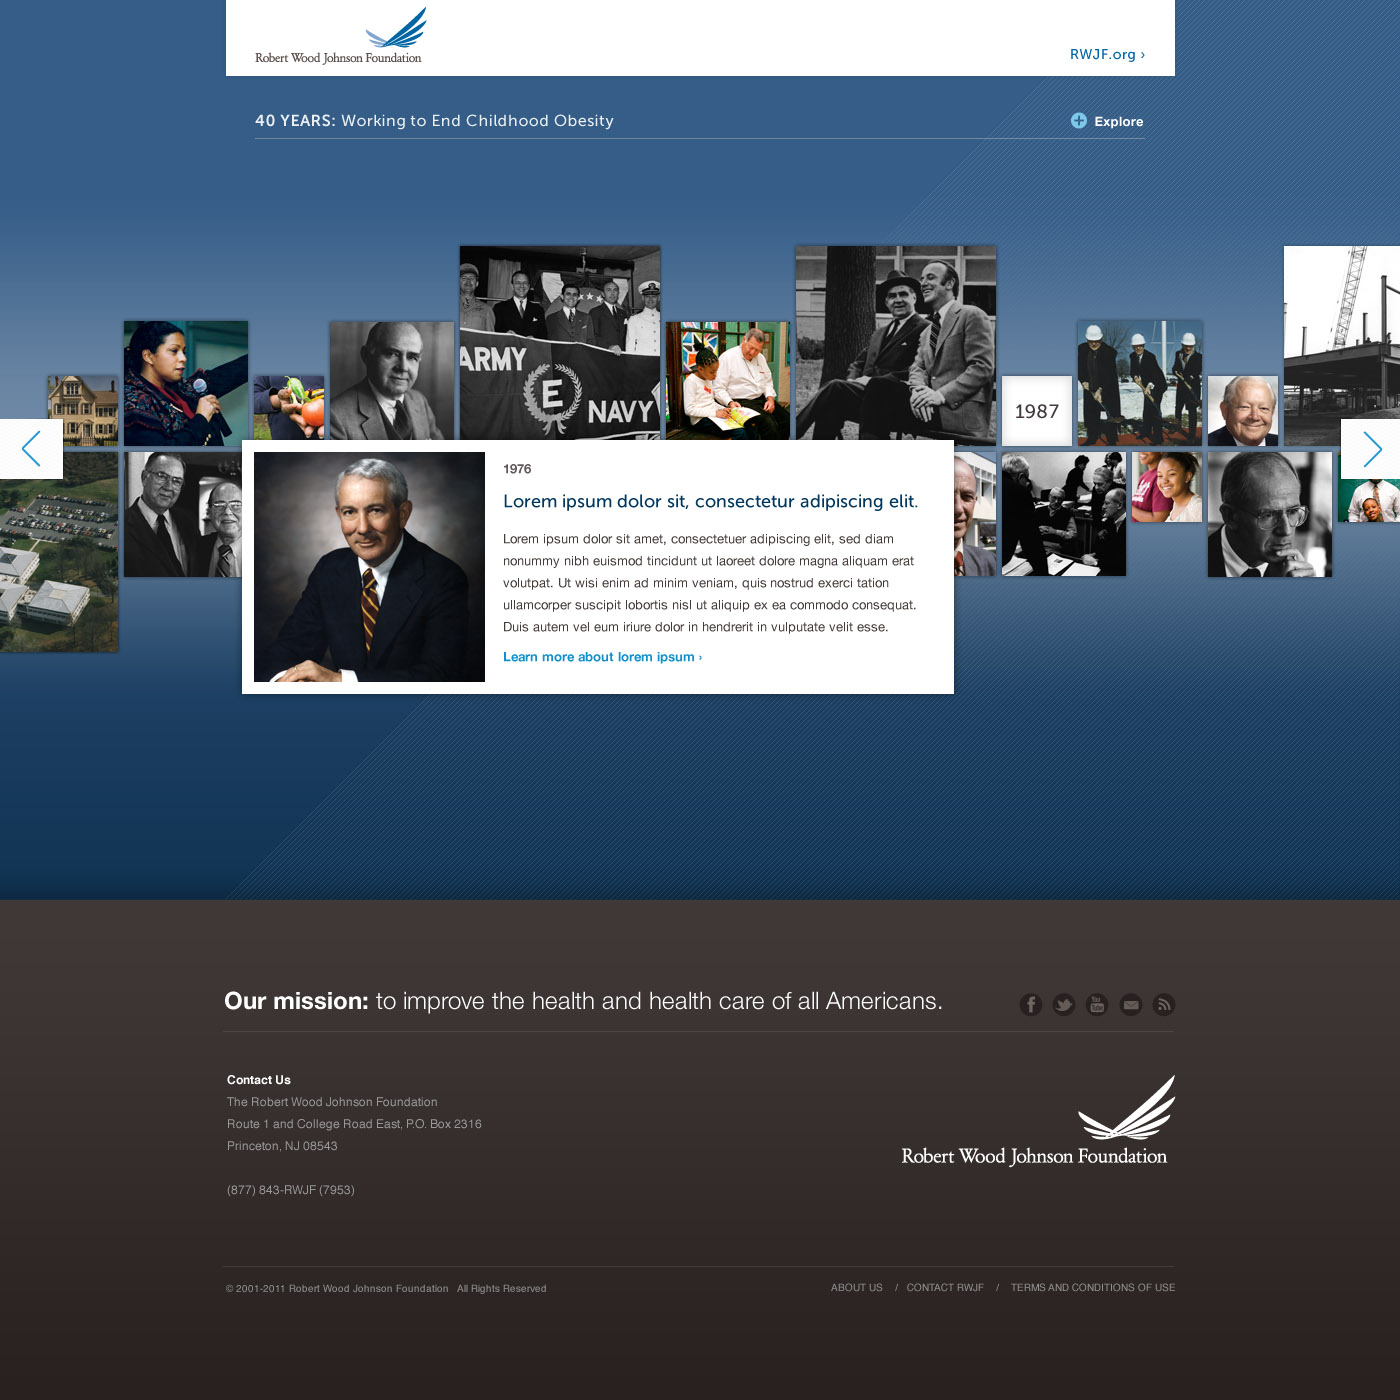 Robert Wood Johnson Foundation
RWJF.org ›
40 YEARS: Working to End Childhood Obesity
Explore
ARMY
E
NAVY
1987
1976
Lorem ipsum dolor sit, consectetur adipiscing elit.
Lorem ipsum dolor sit amet, consectetuer adipiscing elit, sed diam
nonummy nibh euismod tincidunt ut laoreet dolore magna aliquam erat
volutpat. Ut wisi enim ad minim veniam, quis nostrud exerci tation
ullamcorper suscipit lobortis nisl ut aliquip ex ea commodo consequat.
Duis autem vel eum iriure dolor in hendrerit in vulputate velit esse.
Learn more about lorem ipsum ›
Our mission: to improve the health and health care of all Americans.
You
Tube
Contact Us
The Robert Wood Johnson Foundation
Route 1 and College Road East, P.O. Box 2316
Princeton, NJ 08543
(877) 843-RWJF (7953)
Robert Wood Johnson Foundation
© 2001-2011 Robert Wood Johnson Foundation All Rights Reserved
ABOUT US / CONTACT RWJF / TERMS AND CONDITIONS OF USE